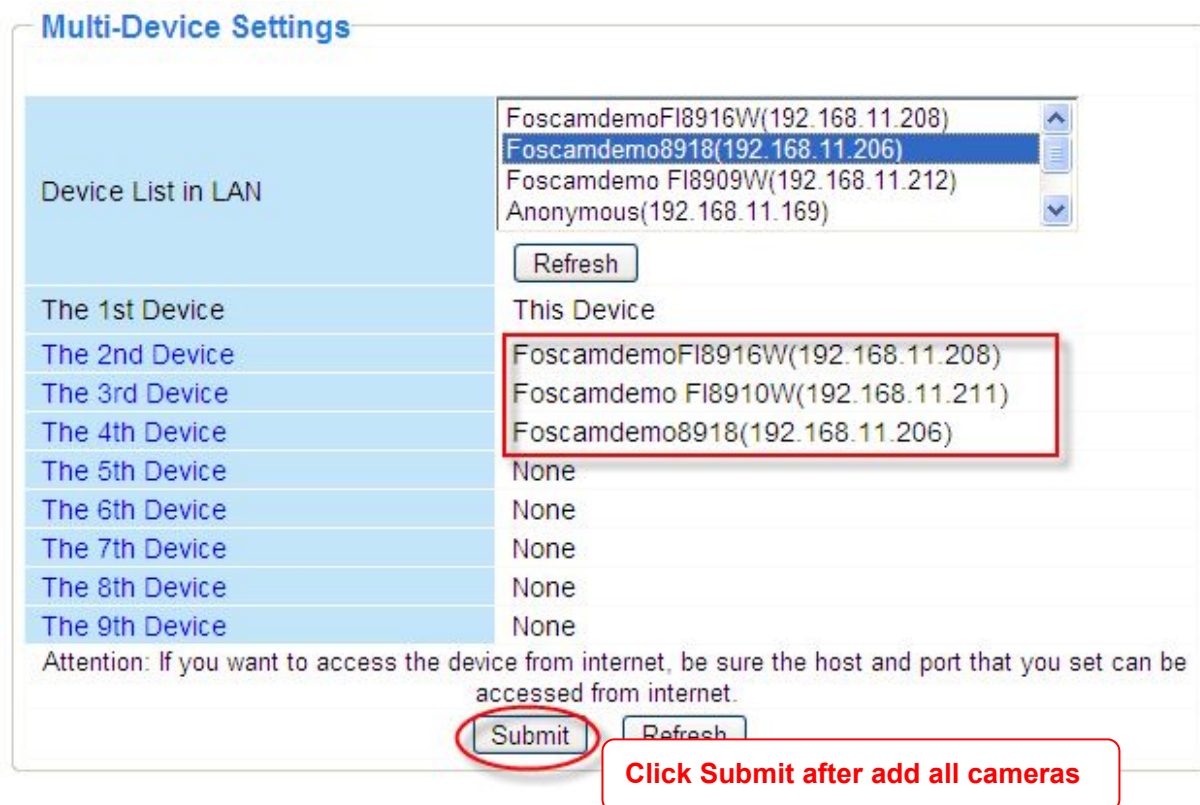 Multi-Device Settings
Device List in LAN
FoscamdemoFI8916W(192.168.11.208)
Foscamdemo8918(192.168.11.206)
Foscamdemo FI8909W(192.168.11.212)
Anonymous(192.168.11.169)
Refresh
The 1st Device This Device
The 2nd Device FoscamdemoFI8916W(192.168.11.208)
The 3rd Device Foscamdemo FI8910W(192.168.11.211)
The 4th Device Foscamdemo8918(192.168.11.206)
The 5th Device None
The 6th Device None
The 7th Device None
The 8th Device None
The 9th Device None
Attention: If you want to access the device from internet, be sure the host and port that you set can be
accessed from internet.
Submit Refresh
Click Submit after add all cameras